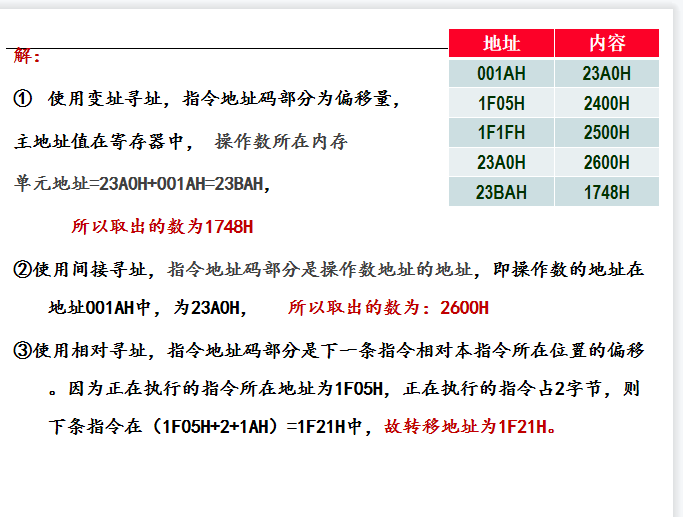 解：
地址 内容
001AH 23A0H
1F05H 2400H
1F1FH 2500H
23A0H 2600H
23BAH 1748H
① 使用变址寻址，指令地址码部分为偏移量，
主地址值在寄存器中， 操作数所在内存
单元地址=23A0H+001AH=23BAH，
所以取出的数为1748H
②使用间接寻址，指令地址码部分是操作数地址的地址，即操作数的地址在
地址001AH中，为23A0H， 所以取出的数为：2600H
③使用相对寻址，指令地址码部分是下一条指令相对本指令所在位置的偏移
。因为正在执行的指令所在地址为1F05H，正在执行的指令占2字节，则
下条指令在（1F05H+2+1AH）=1F21H中，故转移地址为1F21H。